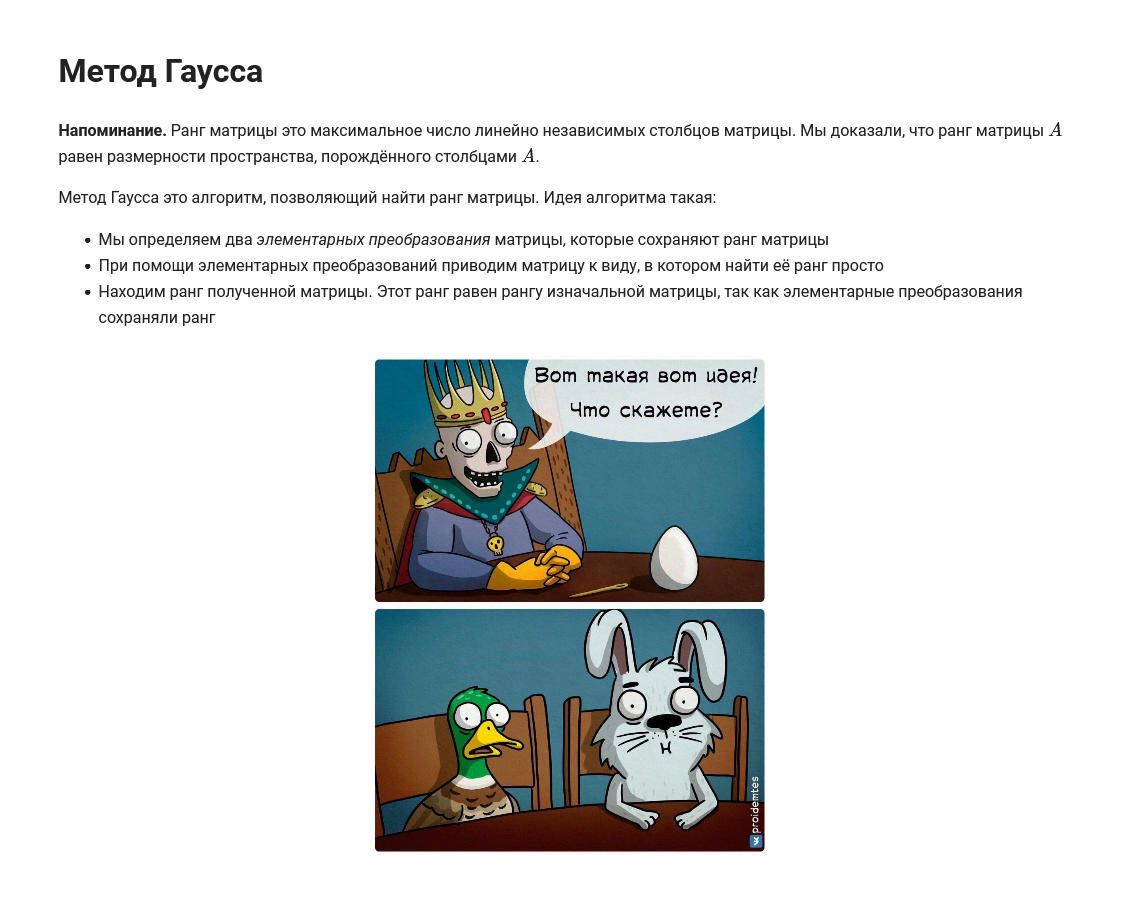 Метод Гаусса
Напоминание. Ранг матрицы это максимальное число линейно независимых столбцов матрицы. Мы доказали, что ранг матрицы A
равен размерности пространства, порождённого столбцами A.
Метод Гаусса это алгоритм, позволяющий найти ранг матрицы. Идея алгоритма такая:
• Мы определяем два элементарных преобразования матрицы, которые сохраняют ранг матрицы
• При помощи элементарных преобразований приводим матрицу к виду, в котором найти её ранг просто
• Находим ранг полученной матрицы. Этот ранг равен рангу изначальной матрицы, так как элементарные преобразования
сохраняли ранг
Вот такая вот идея!
Что скажете?
proidemtes